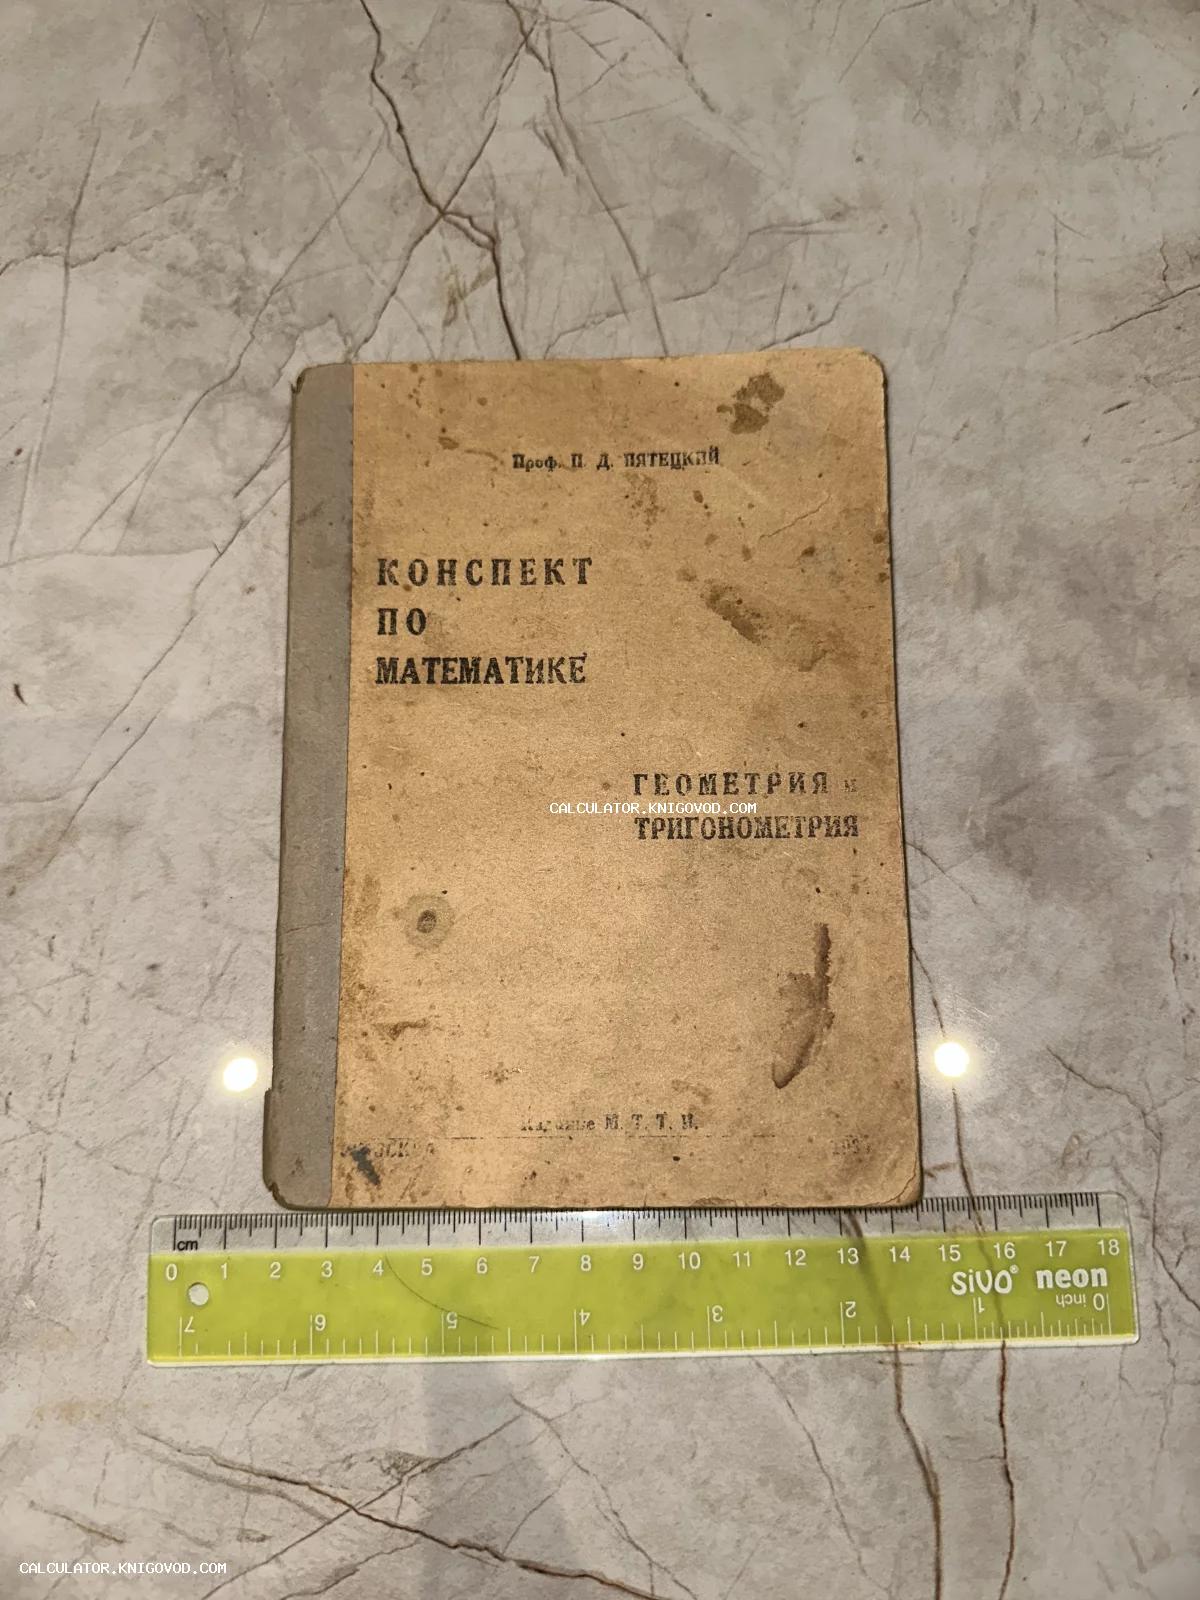 Проф. П. Д. ПЯТЕЦКИЙ
КОНСПЕКТ
ПО
МАТЕМАТИКЕ
ГЕОМЕТРИЯ и
CALCULATOR.KNIGOVOD.COM
ТРИГОНОМЕТРИЯ
Издание М. Т. Т. И.
МОСКВА
cm
0 1 2 3 4 5 6 7 8 9 10 11 12 13 14 15 16 17 18
SiVO® neon
7 6 5 4 3 2 1 0 inch
CALCULATOR.KNIGOVOD.COM